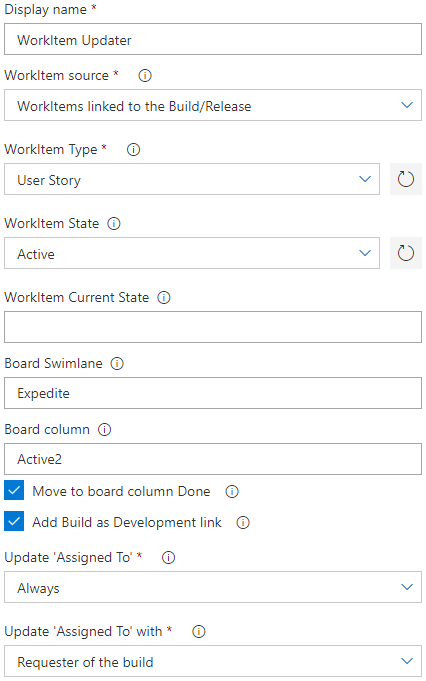 Display name *
WorkItem Updater
WorkItem source *
WorkItems linked to the Build/Release
WorkItem Type *
User Story
WorkItem State
Active
WorkItem Current State
Board Swimlane
Expedite
Board column
Active2
Move to board column Done
Add Build as Development link
Update 'Assigned To' *
Always
Update 'Assigned To' with *
Requester of the build